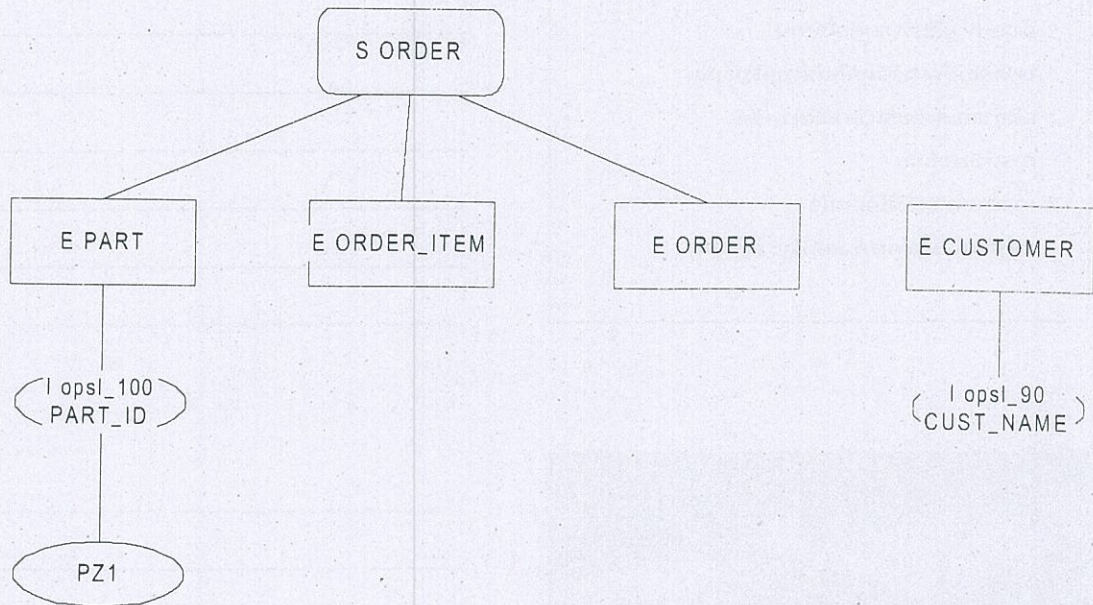 S ORDER
E PART
E ORDER_ITEM
E ORDER
E CUSTOMER
I opsl_100
PART_ID
I opsl_90
CUST_NAME
PZ1